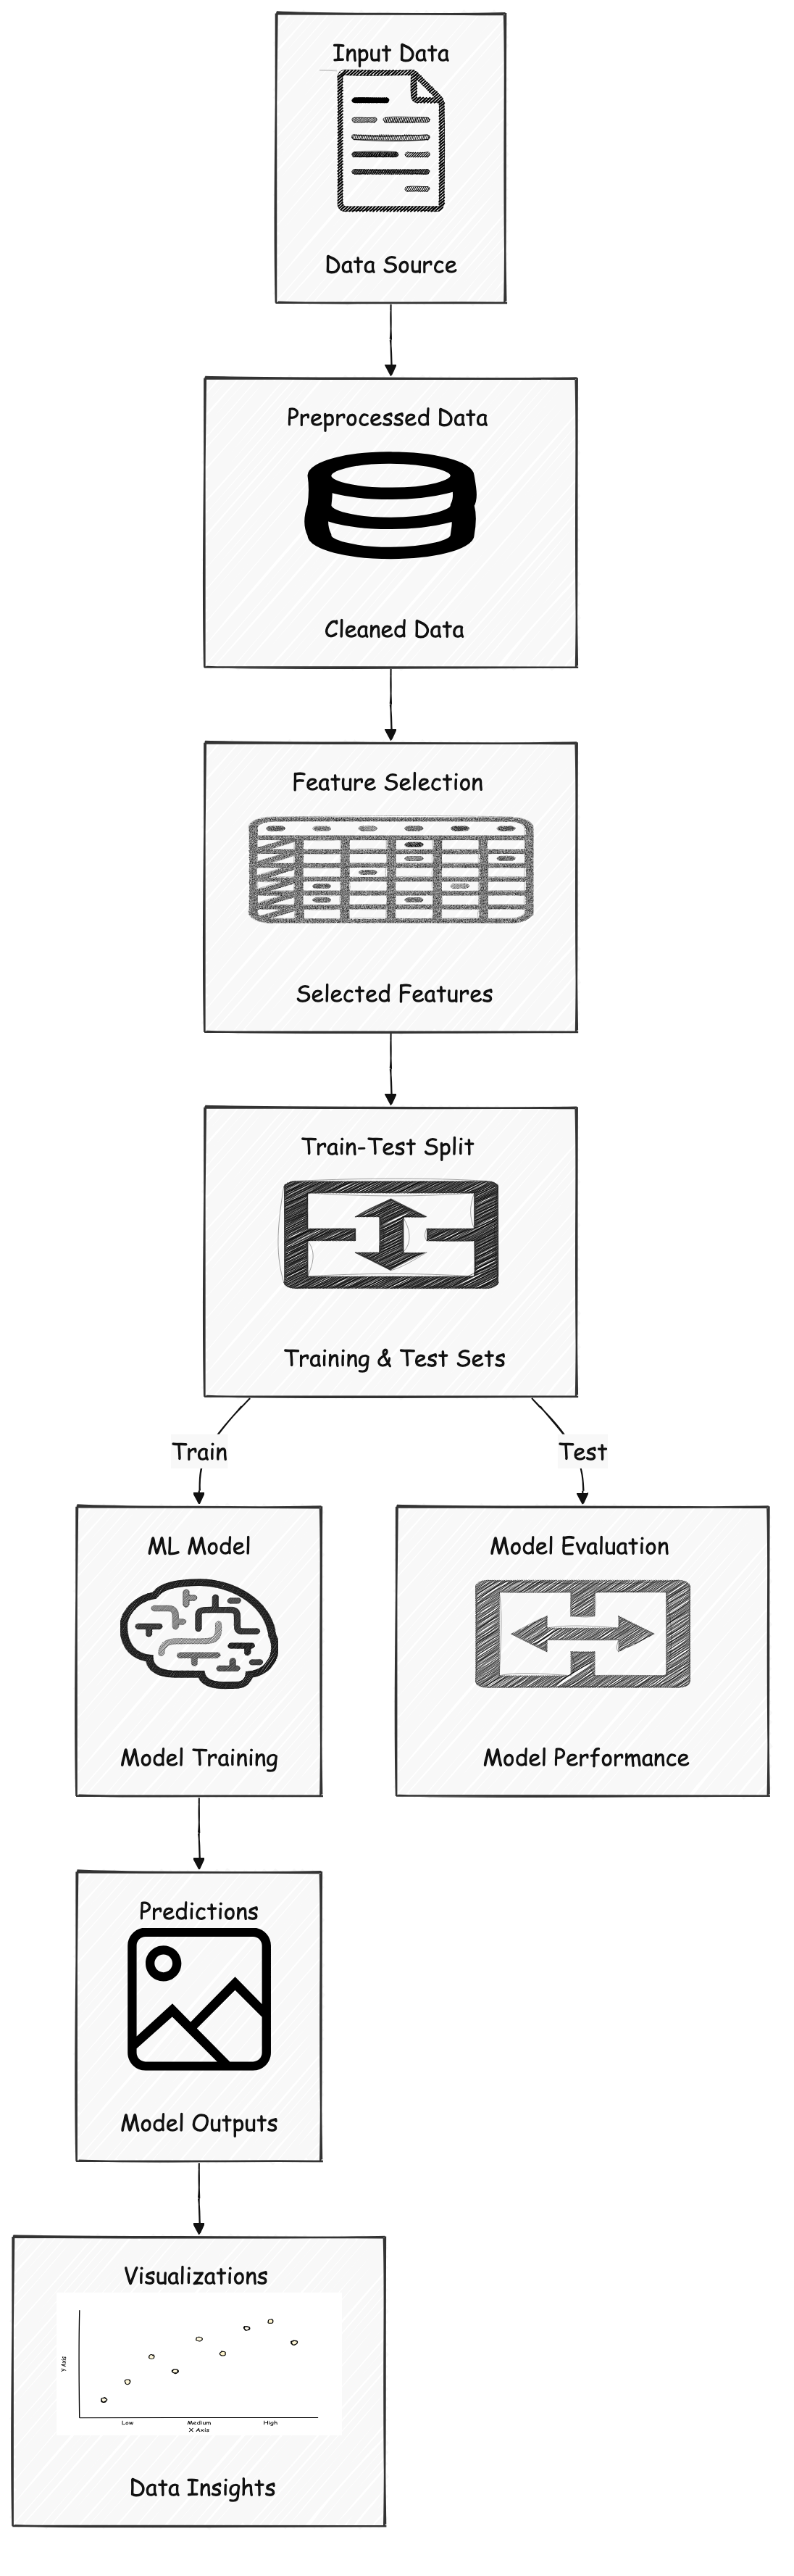 Input Data
Data Source
Preprocessed Data
Cleaned Data
Feature Selection
Selected Features
Train-Test Split
Training & Test Sets
Train
Test
ML Model
Model Training
Model Evaluation
Model Performance
Predictions
Model Outputs
Visualizations
Y Axis
Low
Medium
High
X Axis
Data Insights